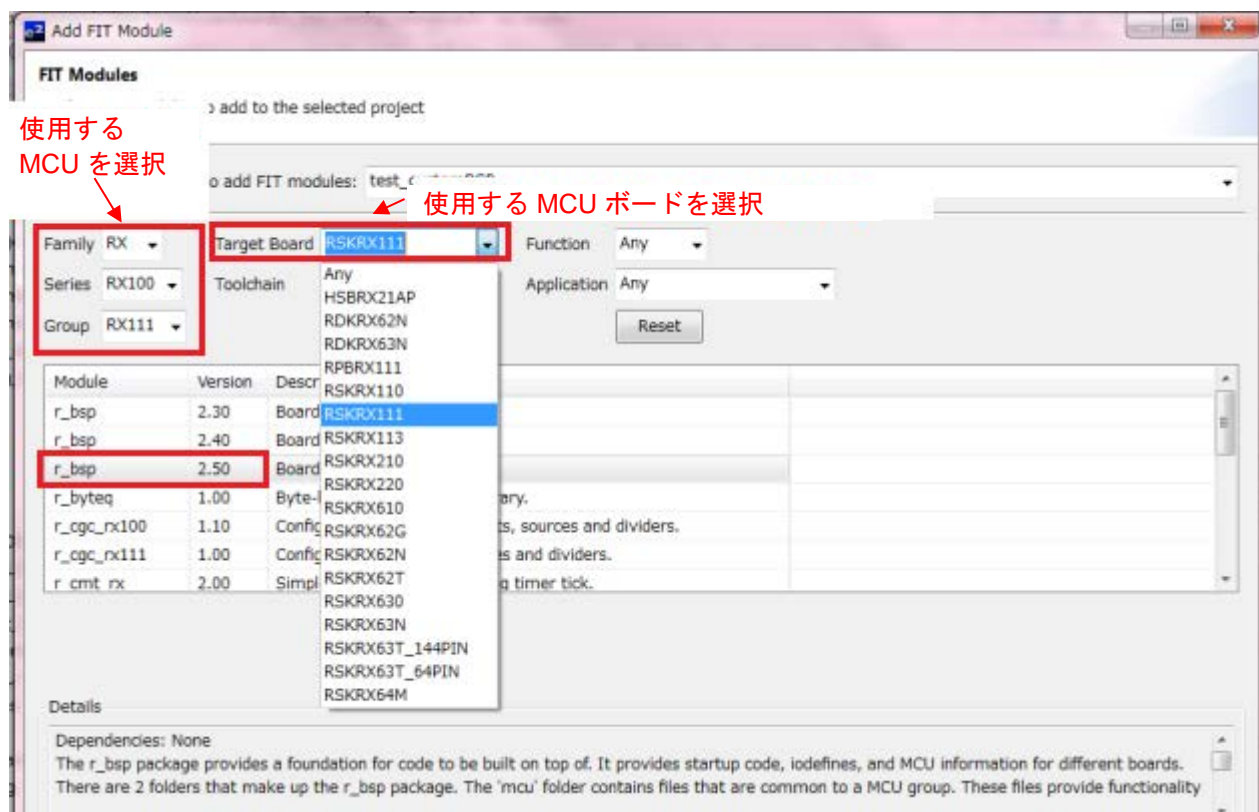 Add FIT Module
FIT Modules
add to the selected project
使用する
MCU を選択
to add FIT modules:
使用する MCU ボードを選択
Family RX Target Board RSKRX111 Function Any
Series RX100 Toolchain Application Any
Group RX111 Reset
Any
HSBRX21AP
RDKRX62N
RDKRX63N
RPBRX111
RSKRX110
RSKRX111
RSKRX113
RSKRX210
RSKRX220
RSKRX610
RSKRX62G
RSKRX62N
RSKRX62T
RSKRX630
RSKRX63N
RSKRX63T_144PIN
RSKRX63T_64PIN
RSKRX64M
Module Version
r_bsp 2.30 Board
r_bsp 2.40 Board
r_bsp 2.50 Board
r_byteq 1.00
r_cgc_rx100 1.10 sources and dividers.
r_cgc_rx111 1.00 and dividers.
r_cmt_rx 2.00 timer tick.
Details
Dependencies: None
The r_bsp package provides a foundation for code to be built on top of. It provides startup code, iodefines, and MCU information for different boards.
There are 2 folders that make up the r_bsp package. The 'mcu' folder contains files that are common to a MCU group. These files provide functionality